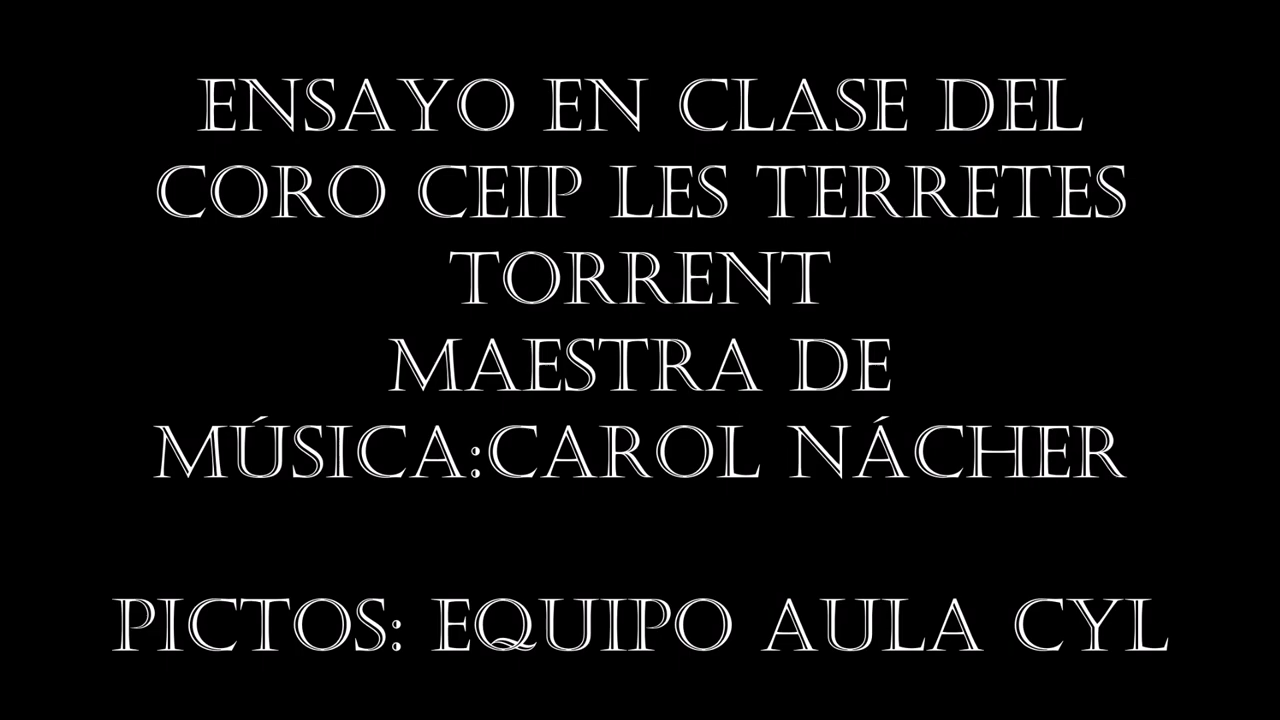 ENSAYO EN CLASE DEL
CORO CEIP LES TERRETES
TORRENT
MAESTRA DE
MÚSICA:CAROL NÁCHER
PICTOS: EQUIPO AULA CYL